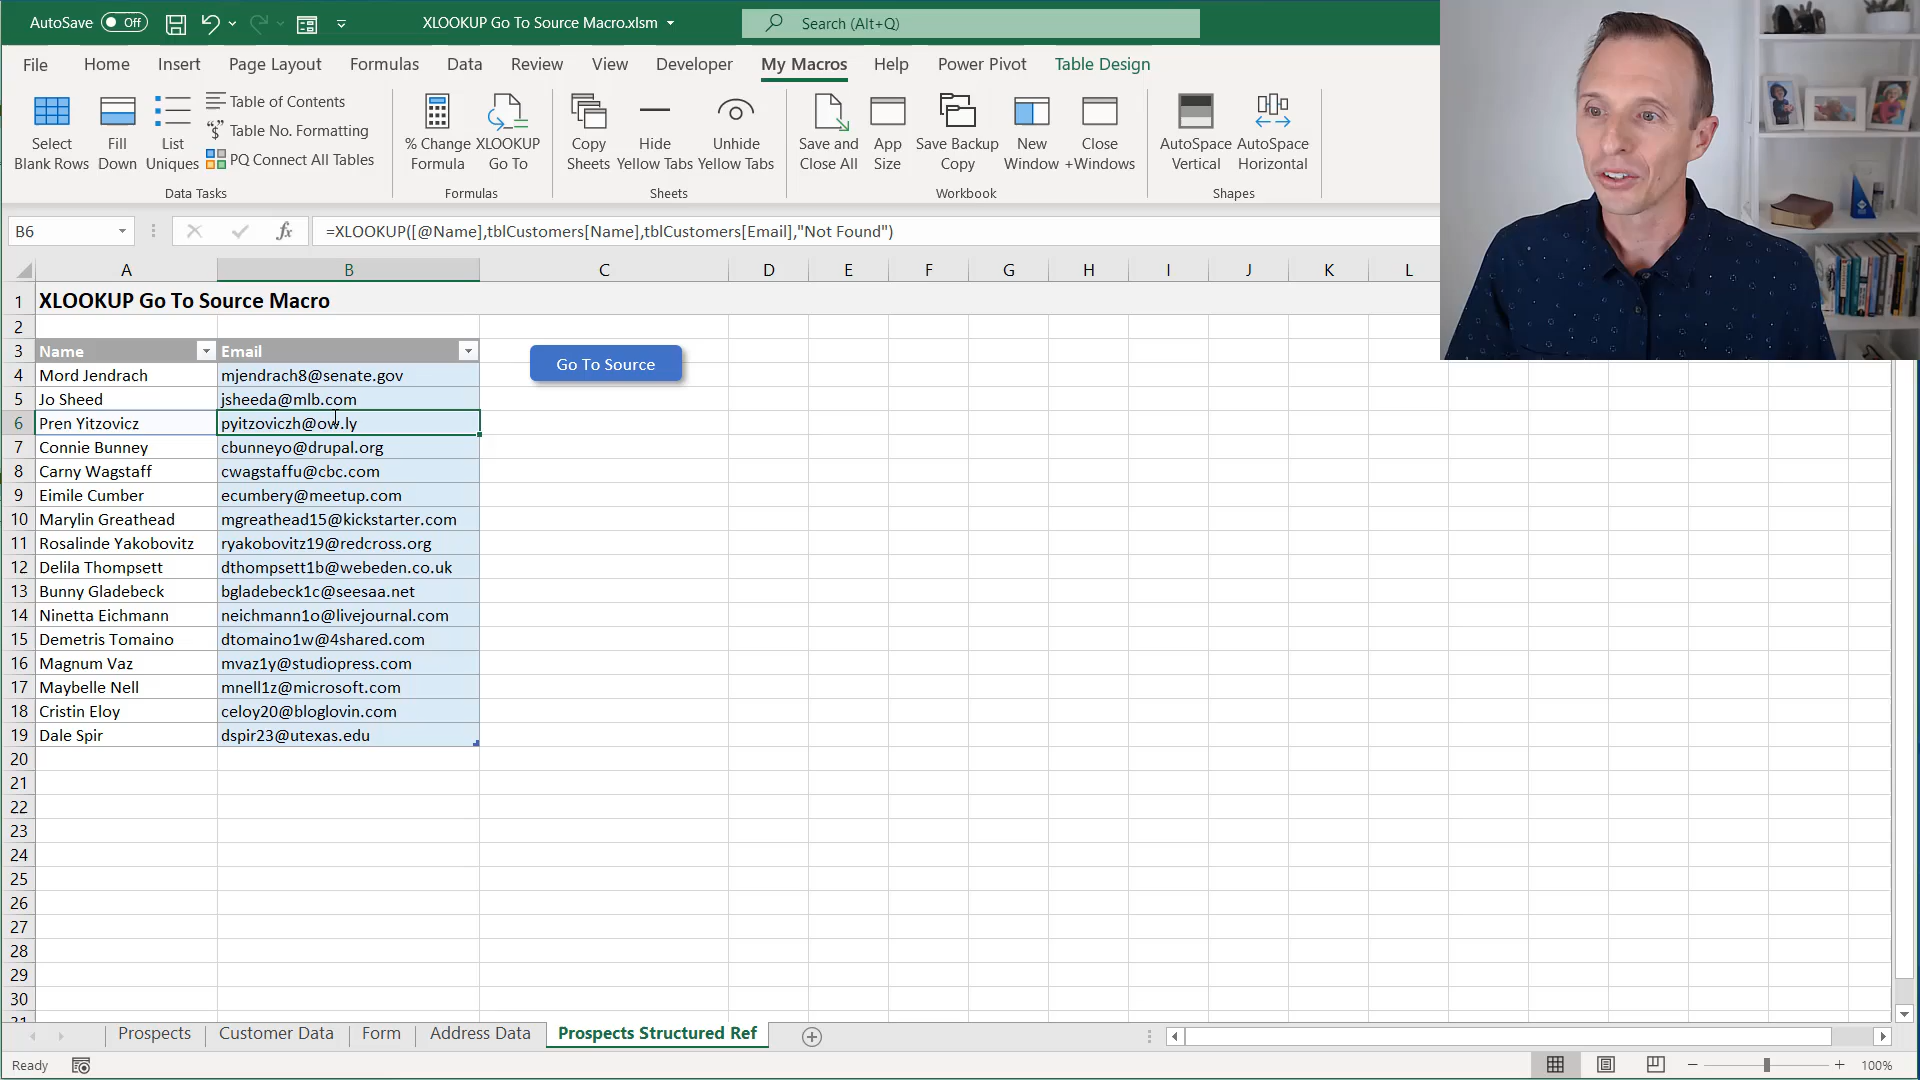 AutoSave Off XLOOKUP Go To Source Macro.xlsm Search (Alt+Q)
File Home Insert Page Layout Formulas Data Review View Developer My Macros Help Power Pivot Table Design
Select Blank Rows
Fill Down
List Uniques
Table of Contents
Table No. Formatting
PQ Connect All Tables
Data Tasks
% Change Formula
XLOOKUP Go To
Formulas
Copy Sheets
Hide Yellow Tabs
Unhide Yellow Tabs
Sheets
Save and Close All
App Size
Save Backup Copy
New Window
Close +Windows
Workbook
AutoSpace Vertical
AutoSpace Horizontal
Shapes
B6 fx =XLOOKUP([@Name],tblCustomers[Name],tblCustomers[Email],"Not Found")
A B C D E F G H I J K L
1 XLOOKUP Go To Source Macro
2
3 Name Email
Go To Source
4 Mord Jendrach mjendrach8@senate.gov
5 Jo Sheed jsheeda@mlb.com
6 Pren Yitzovicz pyitzoviczh@ow.ly
7 Connie Bunney cbunneyo@drupal.org
8 Carny Wagstaff cwagstaffu@cbc.com
9 Eimile Cumber ecumbery@meetup.com
10 Marylin Greathead mgreathead15@kickstarter.com
11 Rosalinde Yakobovitz ryakobovitz19@redcross.org
12 Delila Thompsett dthompsett1b@webeden.co.uk
13 Bunny Gladebeck bgladebeck1c@seesaa.net
14 Ninetta Eichmann neichmann1o@livejournal.com
15 Demetris Tomaino dtomaino1w@4shared.com
16 Magnum Vaz mvaz1y@studiopress.com
17 Maybelle Nell mnell1z@microsoft.com
18 Cristin Eloy celoy20@bloglovin.com
19 Dale Spir dspir23@utexas.edu
20
21
22
23
24
25
26
27
28
29
30
31
Prospects Customer Data Form Address Data Prospects Structured Ref
Ready 100%